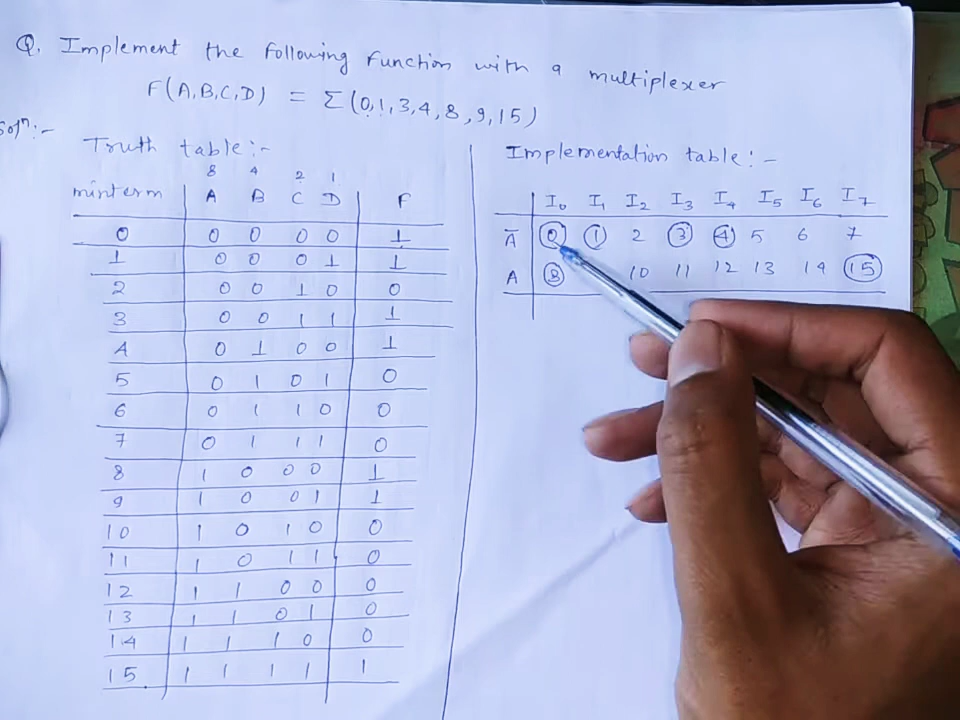 Q. Implement the following function with a multiplexer
F(A,B,C,D) = Σ(0,1,3,4,8,9,15)
Soln:-
Truth table:-
8 4 2 1
minterm A B C D F
0 0 0 0 0 1
1 0 0 0 1 1
2 0 0 1 0 0
3 0 0 1 1 1
4 0 1 0 0 1
5 0 1 0 1 0
6 0 1 1 0 0
7 0 1 1 1 0
8 1 0 0 0 1
9 1 0 0 1 1
10 1 0 1 0 0
11 1 0 1 1 0
12 1 1 0 0 0
13 1 1 0 1 0
14 1 1 1 0 0
15 1 1 1 1 1
Implementation table:-
I₀ I₁ I₂ I₃ I₄ I₅ I₆ I₇
Ā 0 1 2 3 4 5 6 7
A 8 10 11 12 13 14 15